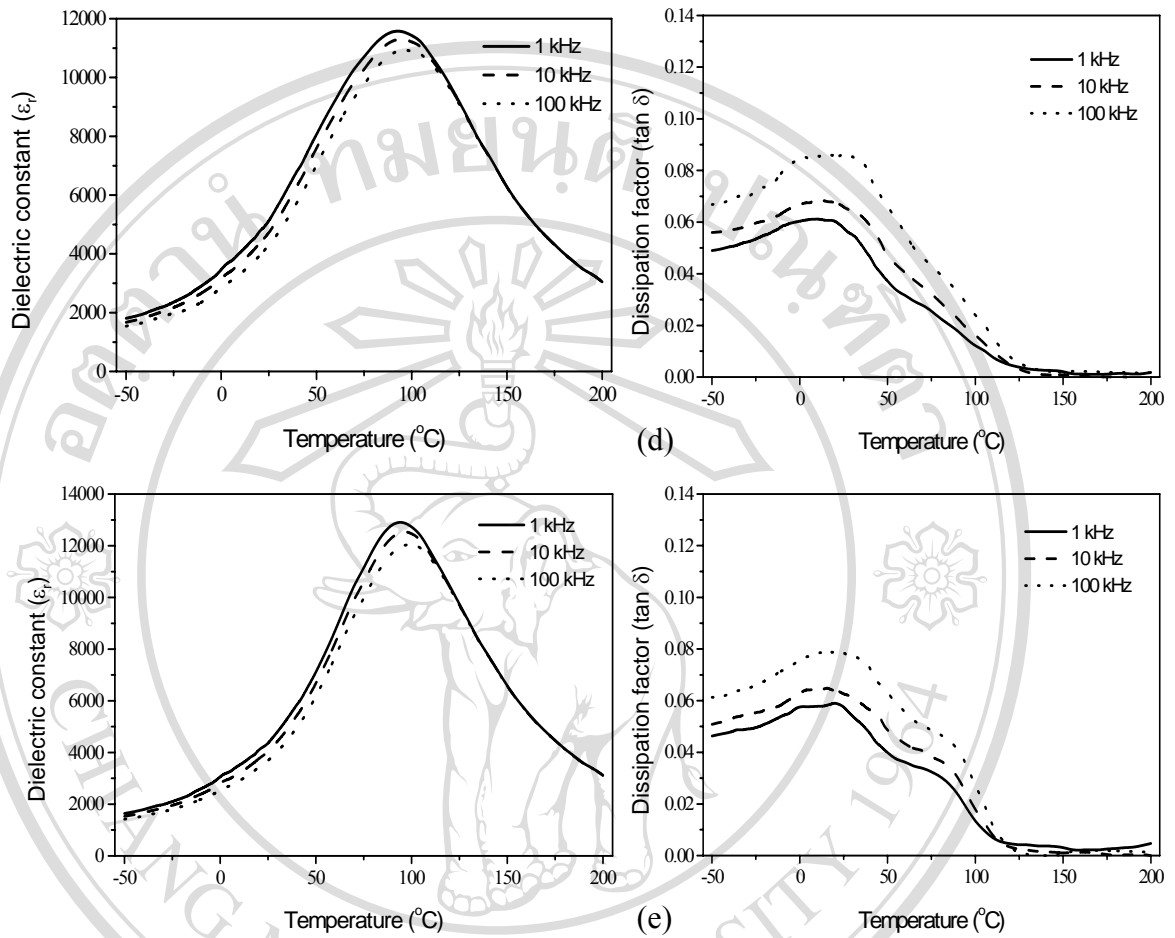 14000
12000
10000
8000
6000
4000
2000
0
-50 0 50 100 150 200
Dielectric constant (εr)
Temperature (°C)
1 kHz
10 kHz
100 kHz
0.14
0.12
0.10
0.08
0.06
0.04
0.02
0.00
-50 0 50 100 150 200
Dissipation factor (tan δ)
Temperature (°C)
1 kHz
10 kHz
100 kHz
(d)
12000
10000
8000
6000
4000
2000
0
-50 0 50 100 150 200
Dielectric constant (εr)
Temperature (°C)
1 kHz
10 kHz
100 kHz
0.14
0.12
0.10
0.08
0.06
0.04
0.02
0.00
-50 0 50 100 150 200
Dissipation factor (tan δ)
Temperature (°C)
1 kHz
10 kHz
100 kHz
(e)
1964